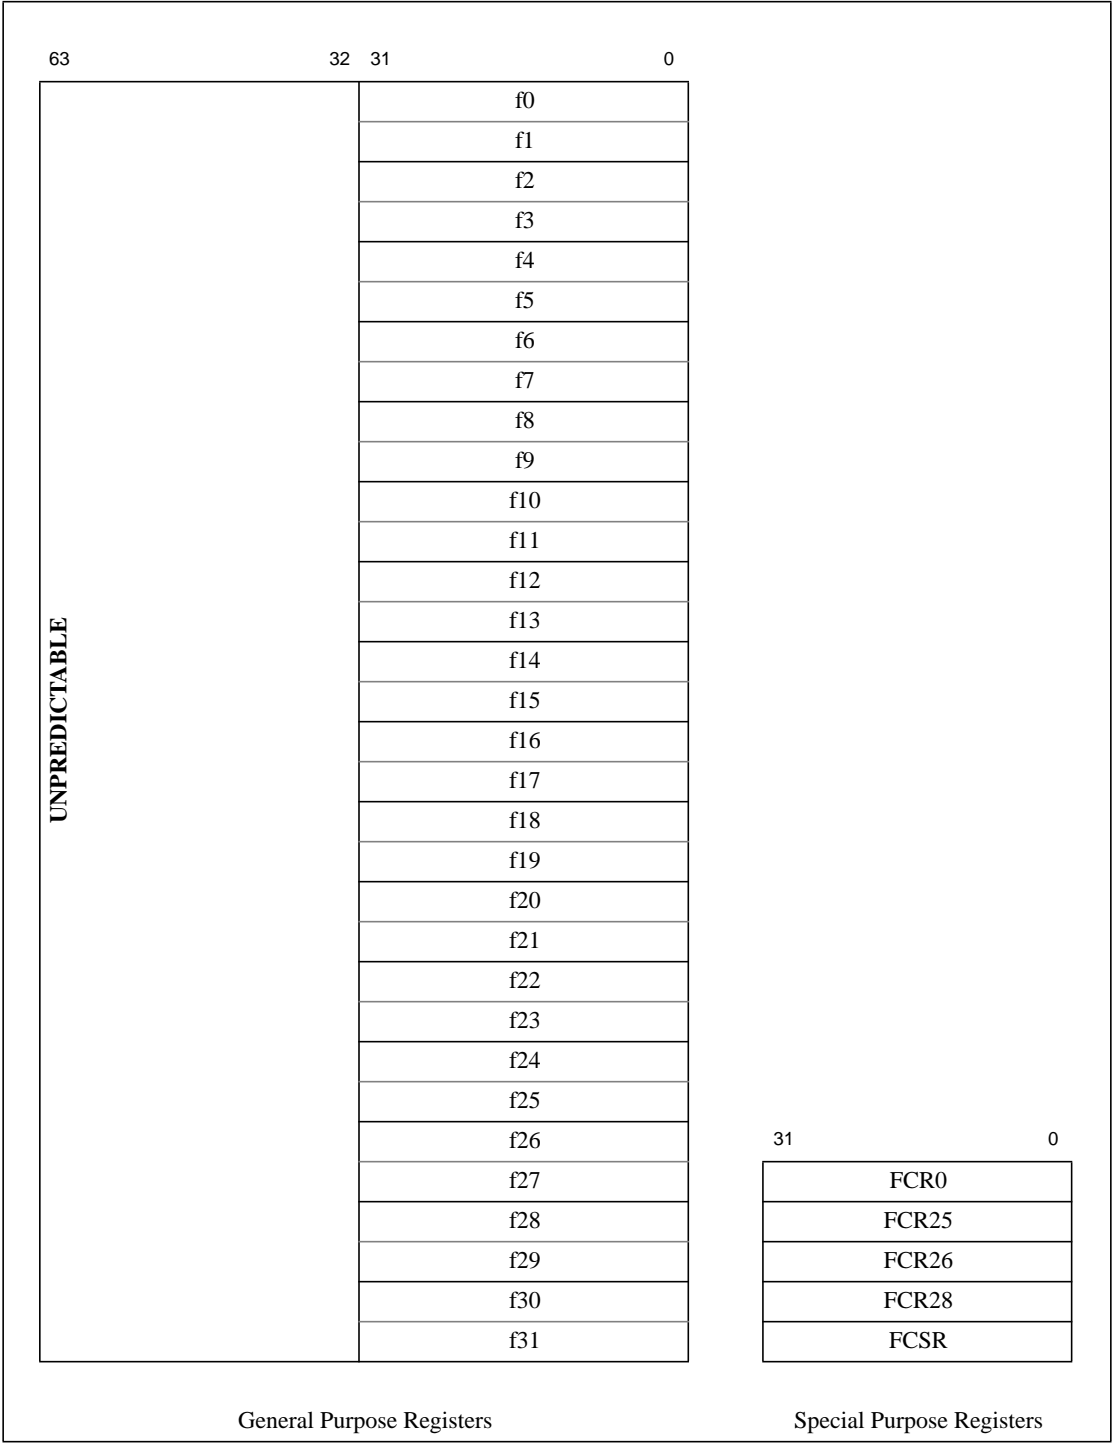 63 32 31 0
f0
f1
f2
f3
f4
f5
f6
f7
f8
f9
f10
f11
f12
f13
f14
f15
f16
f17
f18
f19
f20
f21
f22
f23
f24
f25
f26
f27
f28
f29
f30
f31
UNPREDICTABLE
General Purpose Registers
31 0
FCR0
FCR25
FCR26
FCR28
FCSR
Special Purpose Registers